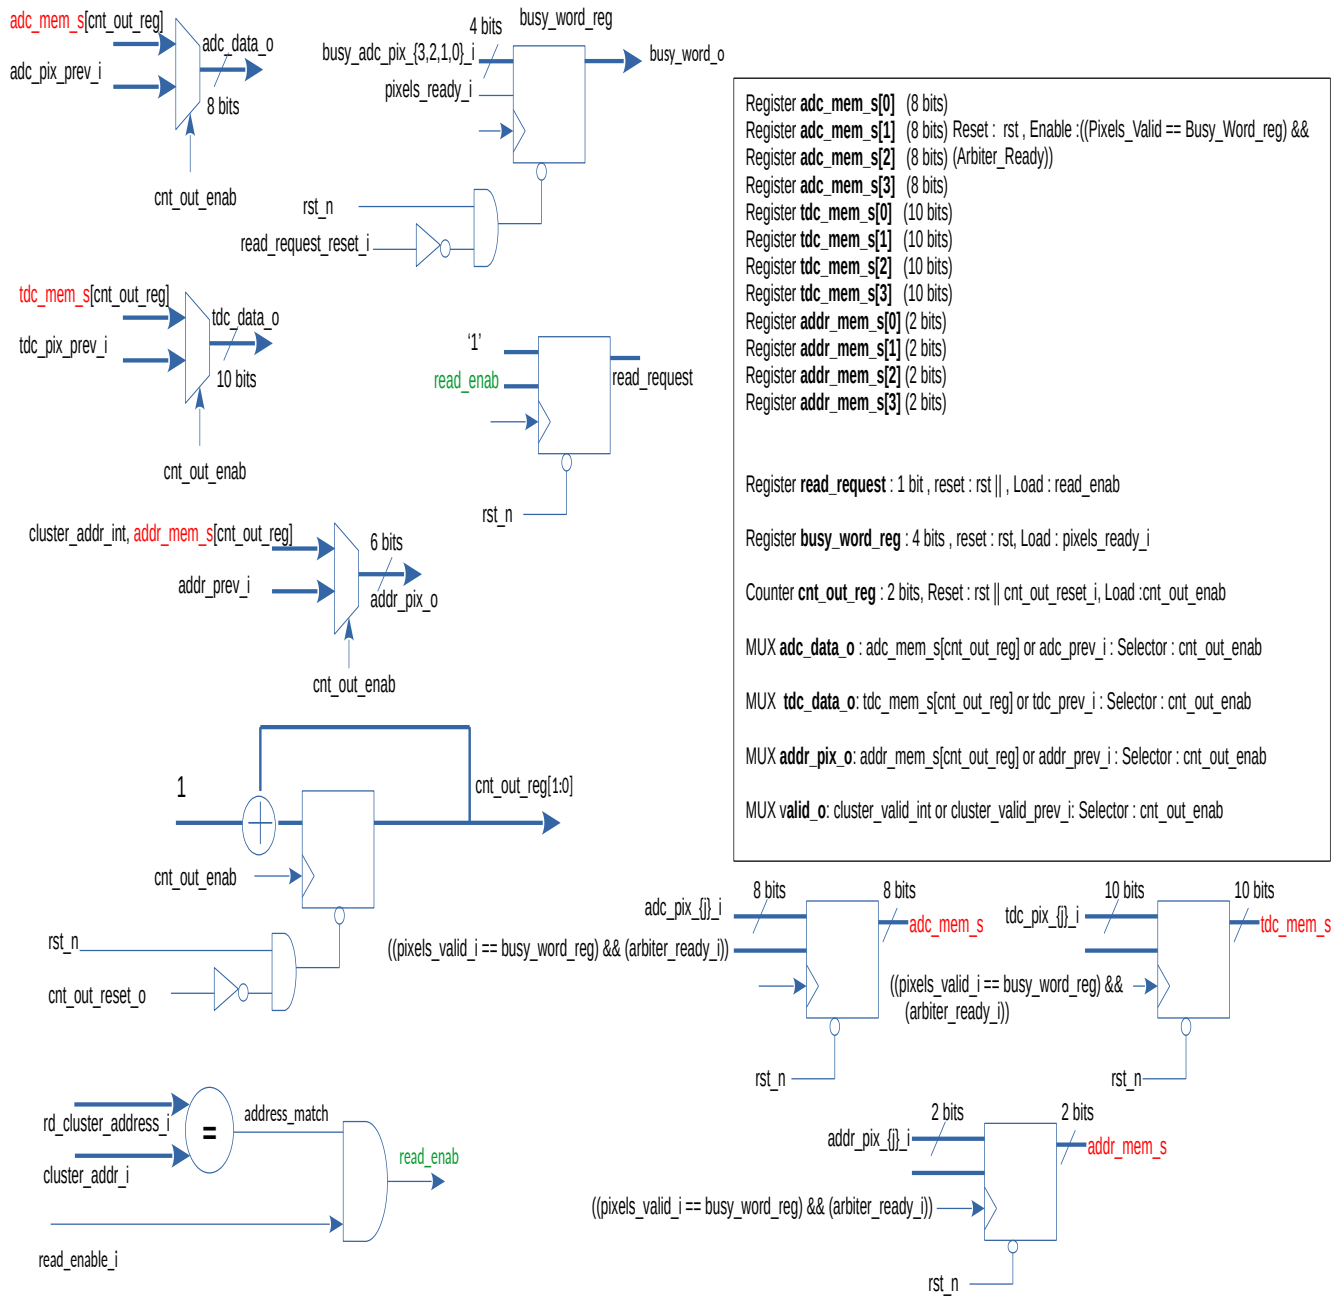 adc_mem_s[cnt_out_reg]
adc_data_o
adc_pix_prev_i
8 bits
cnt_out_enab
busy_word_reg
4 bits
busy_adc_pix_{3,2,1,0}_i
busy_word_o
pixels_ready_i
rst_n
read_request_reset_i
tdc_mem_s[cnt_out_reg]
tdc_data_o
tdc_pix_prev_i
10 bits
cnt_out_enab
‘1’
read_enab
read_request
rst_n
cluster_addr_int, addr_mem_s[cnt_out_reg]
6 bits
addr_prev_i
addr_pix_o
cnt_out_enab
1
cnt_out_reg[1:0]
cnt_out_enab
rst_n
cnt_out_reset_o
rd_cluster_address_i
=
address_match
cluster_addr_i
read_enab
read_enable_i
Register adc_mem_s[0] (8 bits)
Register adc_mem_s[1] (8 bits) Reset : rst , Enable :((Pixels_Valid == Busy_Word_reg) &&
Register adc_mem_s[2] (8 bits) (Arbiter_Ready))
Register adc_mem_s[3] (8 bits)
Register tdc_mem_s[0] (10 bits)
Register tdc_mem_s[1] (10 bits)
Register tdc_mem_s[2] (10 bits)
Register tdc_mem_s[3] (10 bits)
Register addr_mem_s[0] (2 bits)
Register addr_mem_s[1] (2 bits)
Register addr_mem_s[2] (2 bits)
Register addr_mem_s[3] (2 bits)
Register read_request : 1 bit , reset : rst || , Load : read_enab
Register busy_word_reg : 4 bits , reset : rst, Load : pixels_ready_i
Counter cnt_out_reg : 2 bits, Reset : rst || cnt_out_reset_i, Load :cnt_out_enab
MUX adc_data_o : adc_mem_s[cnt_out_reg] or adc_prev_i : Selector : cnt_out_enab
MUX tdc_data_o: tdc_mem_s[cnt_out_reg] or tdc_prev_i : Selector : cnt_out_enab
MUX addr_pix_o: addr_mem_s[cnt_out_reg] or addr_prev_i : Selector : cnt_out_enab
MUX valid_o: cluster_valid_int or cluster_valid_prev_i: Selector : cnt_out_enab
8 bits
8 bits
adc_pix_{j}_i
adc_mem_s
((pixels_valid_i == busy_word_reg) && (arbiter_ready_i))
rst_n
10 bits
10 bits
tdc_pix_{j}_i
tdc_mem_s
((pixels_valid_i == busy_word_reg) &&
(arbiter_ready_i))
rst_n
2 bits
2 bits
addr_pix_{j}_i
addr_mem_s
((pixels_valid_i == busy_word_reg) && (arbiter_ready_i))
rst_n